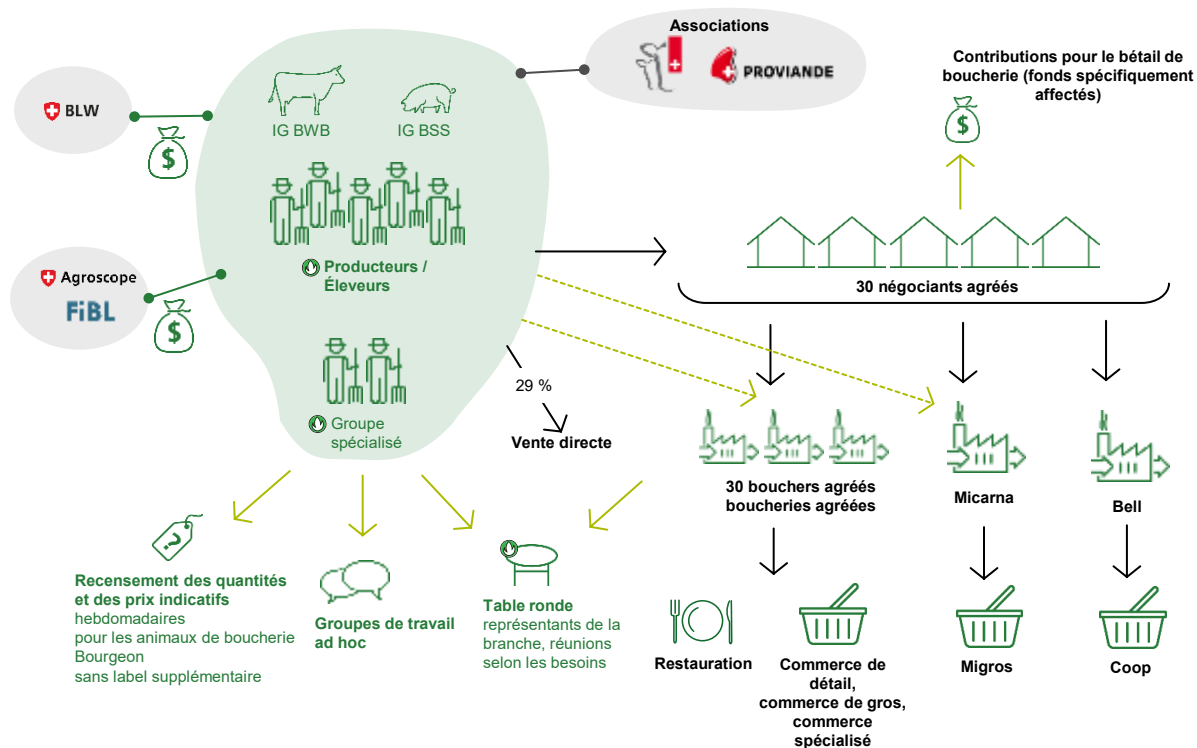 Associations
PROVIANDE
Contributions pour le bétail de
boucherie (fonds spécifiquement
affectés)
$
BLW
$
IG BWB
IG BSS
Producteurs /
Éleveurs
Agroscope
FiBL
$
30 négociants agréés
Groupe
spécialisé
29 %
Vente directe
30 bouchers agréés
boucheries agréées
Micarna
Bell
?
Recensement des quantités
et des prix indicatifs
hebdomadaires
pour les animaux de boucherie
Bourgeon
sans label supplémentaire
Groupes de travail
ad hoc
Table ronde
représentants de la
branche, réunions
selon les besoins
Restauration
Commerce de
détail,
commerce de gros,
commerce
spécialisé
Migros
Coop